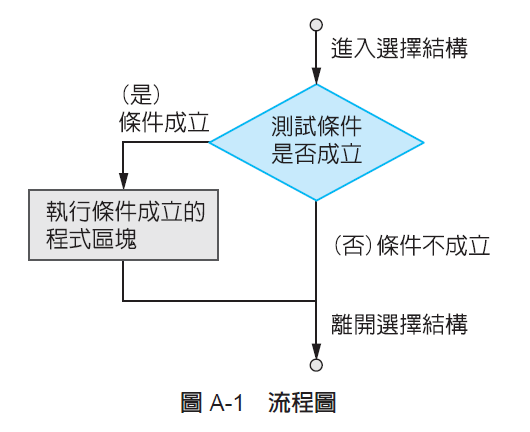 進入選擇結構
(是)
條件成立
測試條件
是否成立
執行條件成立的
程式區塊
(否)條件不成立
離開選擇結構
圖 A-1 流程圖